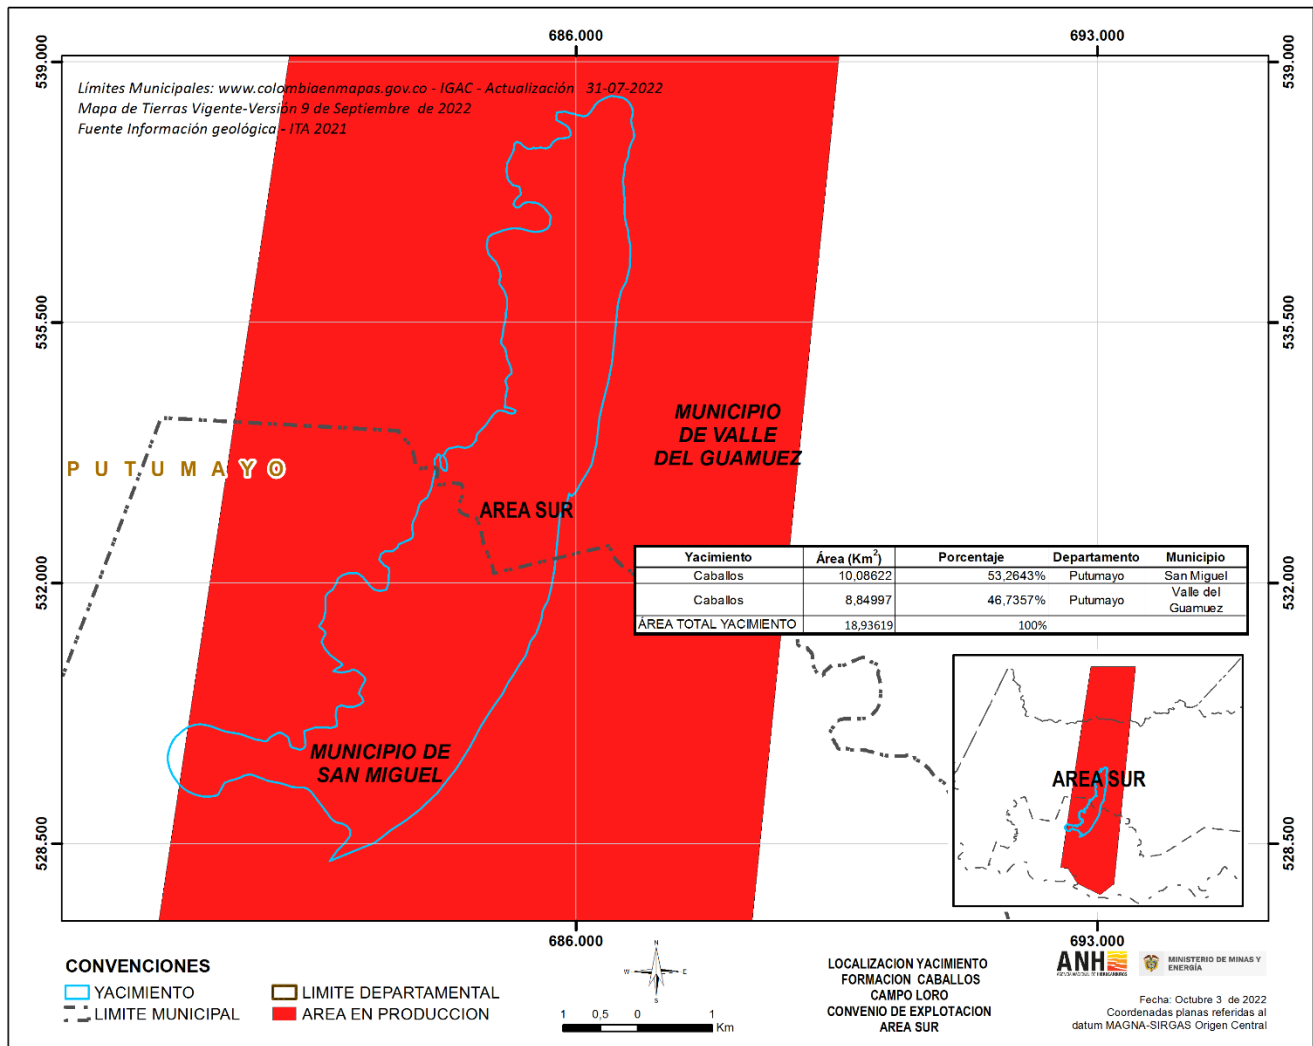 686.000
693.000
539.000
539.000
Límites Municipales: www.colombiaenmapas.gov.co - IGAC - Actualización 31-07-2022
Mapa de Tierras Vigente-Versión 9 de Septiembre de 2022
Fuente Información geológica - ITA 2021
535.500
535.500
MUNICIPIO
DE VALLE
DEL GUAMUEZ
PUTUMAYO
AREA SUR
Yacimiento Área (Km2) Porcentaje Departamento Municipio
Caballos 10,08622 53,2643% Putumayo San Miguel
Caballos 8,84997 46,7357% Putumayo Valle del
Guamuez
ÁREA TOTAL YACIMIENTO 18,93619 100%
532.000
532.000
MUNICIPIO DE
SAN MIGUEL
AREA SUR
528.500
528.500
686.000
693.000
CONVENCIONES
YACIMIENTO
LIMITE DEPARTAMENTAL
LIMITE MUNICIPAL
AREA EN PRODUCCION
N
W E
S
1 0,5 0 1
Km
LOCALIZACION YACIMIENTO
FORMACION CABALLOS
CAMPO LORO
CONVENIO DE EXPLOTACION
AREA SUR
ANH
AGENCIA NACIONAL DE HIDROCARBUROS
MINISTERIO DE MINAS Y
ENERGÍA
Fecha: Octubre 3 de 2022
Coordenadas planas referidas al
datum MAGNA-SIRGAS Origen Central